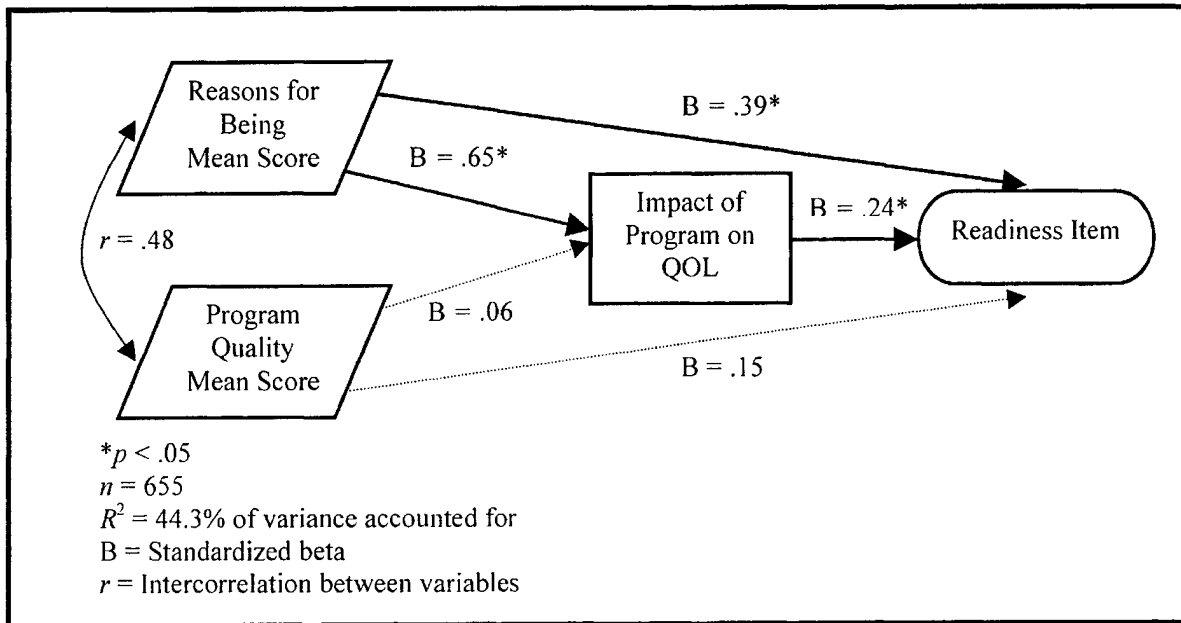 Reasons for
Being
Mean Score
B = .39*
B = .65*
Impact of
Program on
QOL
B = .24*
Readiness Item
r = .48
Program
Quality
Mean Score
B = .06
B = .15
*p < .05
n = 655
R² = 44.3% of variance accounted for
B = Standardized beta
r = Intercorrelation between variables